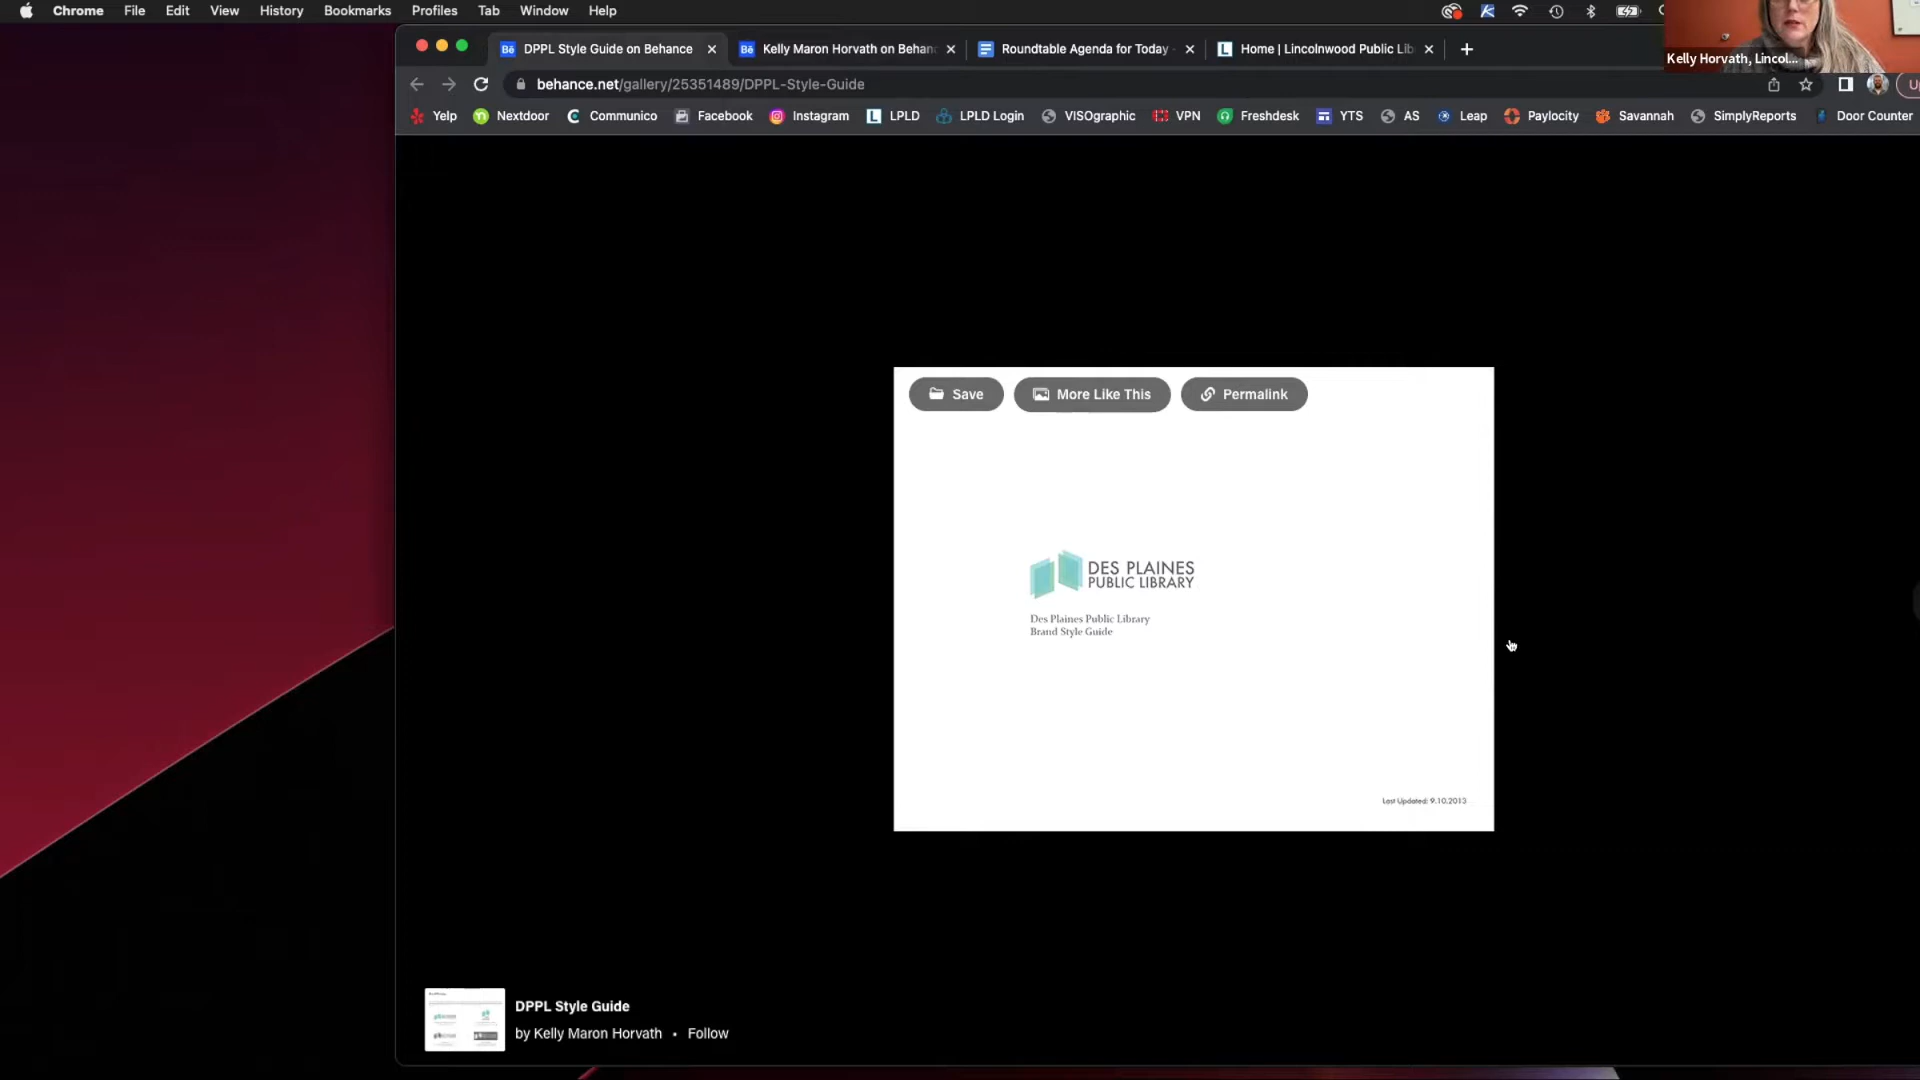 Chrome File Edit View History Bookmarks Profiles Tab Window Help
Kelly Horvath, Lincol...
Bē DPPL Style Guide on Behance Bē Kelly Maron Horvath on Behanc Roundtable Agenda for Today L Home | Lincolnwood Public Lib
behance.net/gallery/25351489/DPPL-Style-Guide
Yelp Nextdoor Communico Facebook Instagram L LPLD LPLD Login VISOgraphic VPN Freshdesk YTS AS Leap Paylocity Savannah SimplyReports Door Counter
Save More Like This Permalink
DES PLAINES
PUBLIC LIBRARY
Des Plaines Public Library
Brand Style Guide
Last Updated: 9.10.2013
DPPL Style Guide
by Kelly Maron Horvath • Follow